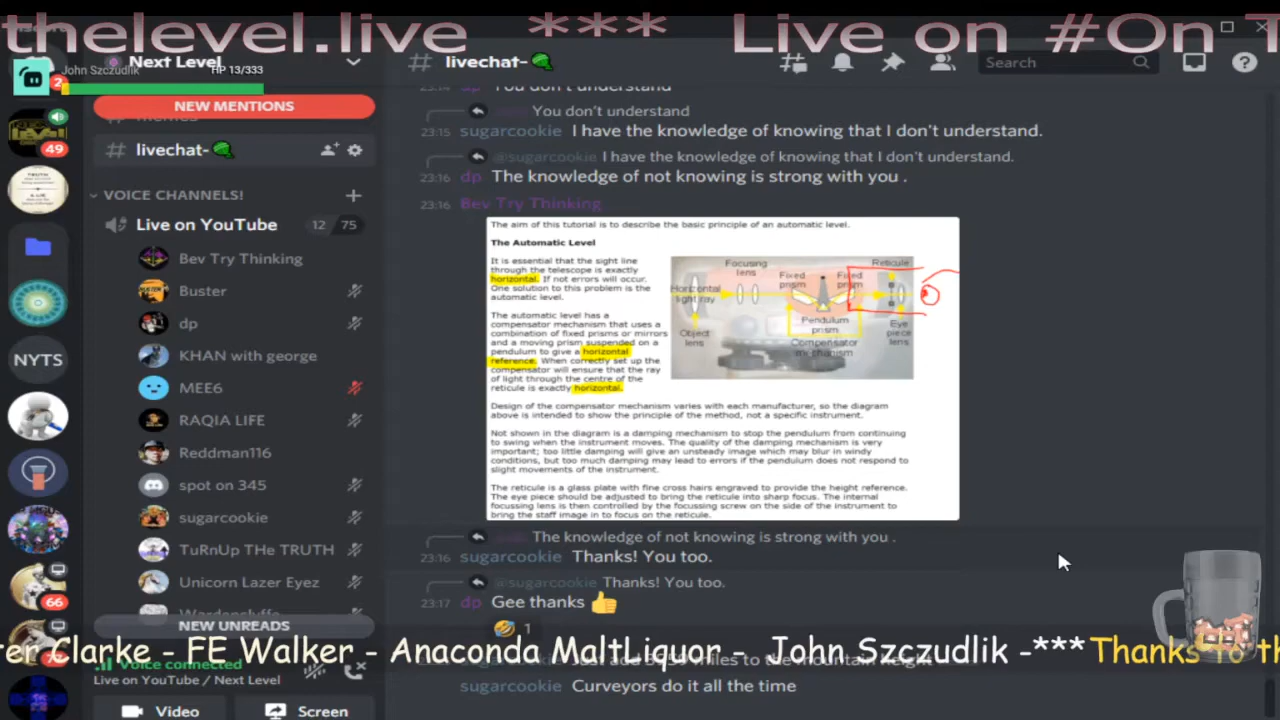 thelevel.live *** Live on #On T
John Szczudlik HP 13/333
2
Next Level
livechat-
Search
NEW MENTIONS
livechat-
VOICE CHANNELS!
Live on YouTube 12 75
Bev Try Thinking
Buster
dp
KHAN with george
MEE6
RAQIA LIFE
Reddman116
spot on 345
sugarcookie
TuRnUp THe TRUTH
Unicorn Lazer Eyez
Wardenclyffe
NEW UNREADS
Voice connected
Live on YouTube / Next Level
Video
Screen
49
NYTS
66
23:14 dp You don't understand
You don't understand
23:15 sugarcookie I have the knowledge of knowing that I don't understand.
@sugarcookie I have the knowledge of knowing that I don't understand.
23:16 dp The knowledge of not knowing is strong with you .
23:16 Bev Try Thinking
The aim of this tutorial is to describe the basic principle of an automatic level.
The Automatic Level
It is essential that the sight line
through the telescope is exactly
horizontal. If not errors will occur.
One solution to this problem is the
automatic level.
The automatic level has a
compensator mechanism that uses a
combination of fixed prisms or mirrors
and a moving prism suspended on a
pendulum to give a horizontal
reference. When correctly set up the
compensator will ensure that the ray
of light through the centre of the
reticule is exactly horizontal.
Focusing
lens
Fixed
prism
Fixed
prism
Reticule
Horizontal
light ray
Object
lens
Pendulum
prism
Compensator
mechanism
Eye
piece
lens
Design of the compensator mechanism varies with each manufacturer, so the diagram
above is intended to show the principle of the method, not a specific instrument.
Not shown in the diagram is a damping mechanism to stop the pendulum from continuing
to swing when the instrument moves. The quality of the damping mechanism is very
important; too little damping will give an unsteady image which may blur in windy
conditions, but too much damping may lead to errors if the pendulum does not respond to
slight movements of the instrument.
The reticule is a glass plate with fine cross hairs engraved to provide the height reference.
The eye piece should be adjusted to bring the reticule into sharp focus. The internal
focussing lens is then controlled by the focussing screw on the side of the instrument to
bring the staff image in to focus on the reticule.
The knowledge of not knowing is strong with you .
23:16 sugarcookie Thanks! You too.
@sugarcookie Thanks! You too.
23:17 dp Gee thanks
1
er Clarke - FE Walker - Anaconda MaltLiquor - John Szczudlik -*** Thanks To th
sugarcookie Curveyors do it all the time